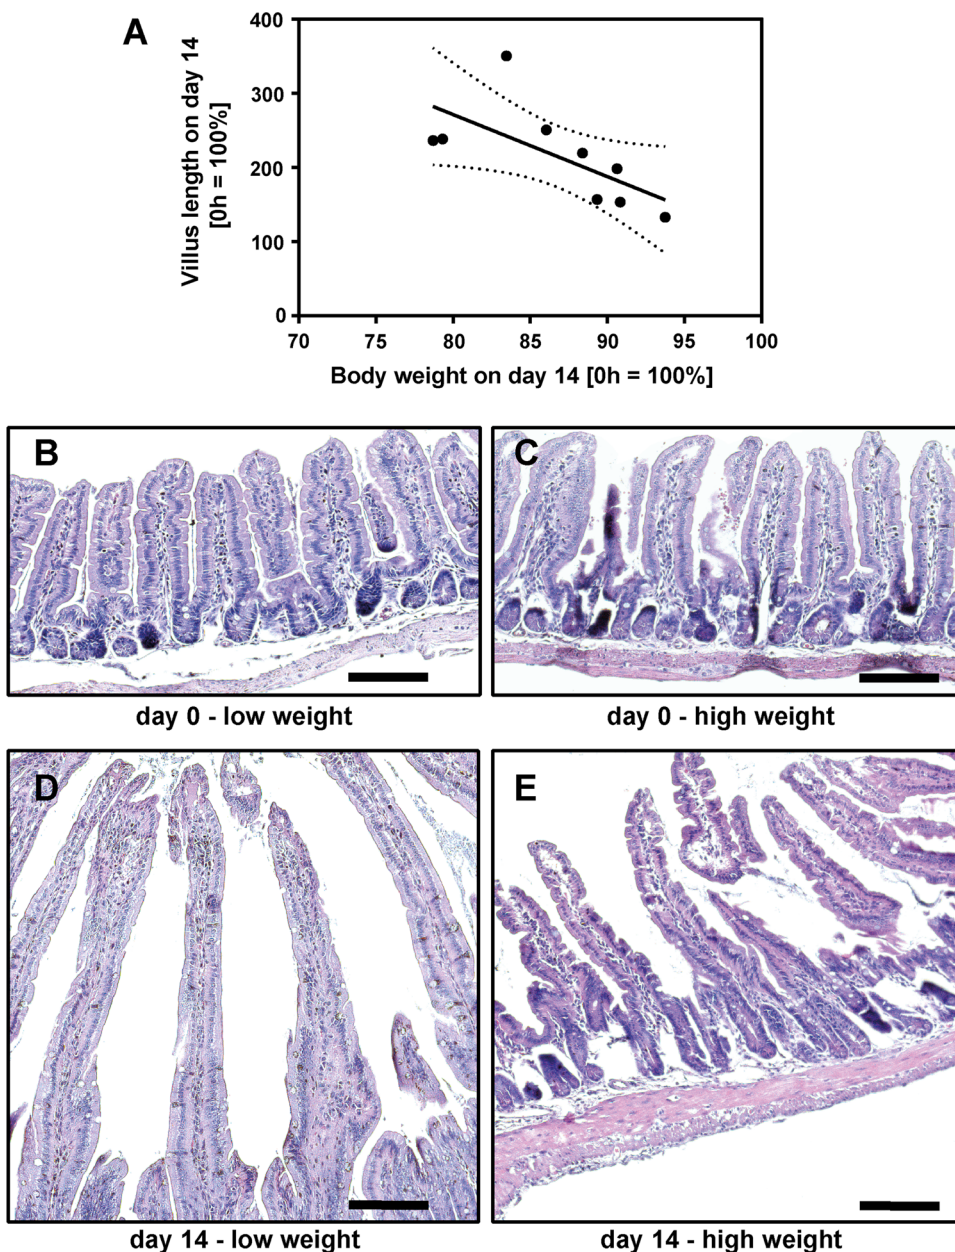 A
Villus length on day 14
[0h = 100%]
400
300
200
100
0
70 75 80 85 90 95 100
Body weight on day 14 [0h = 100%]
B
C
day 0 - low weight
day 0 - high weight
D
E
day 14 - low weight
day 14 - high weight